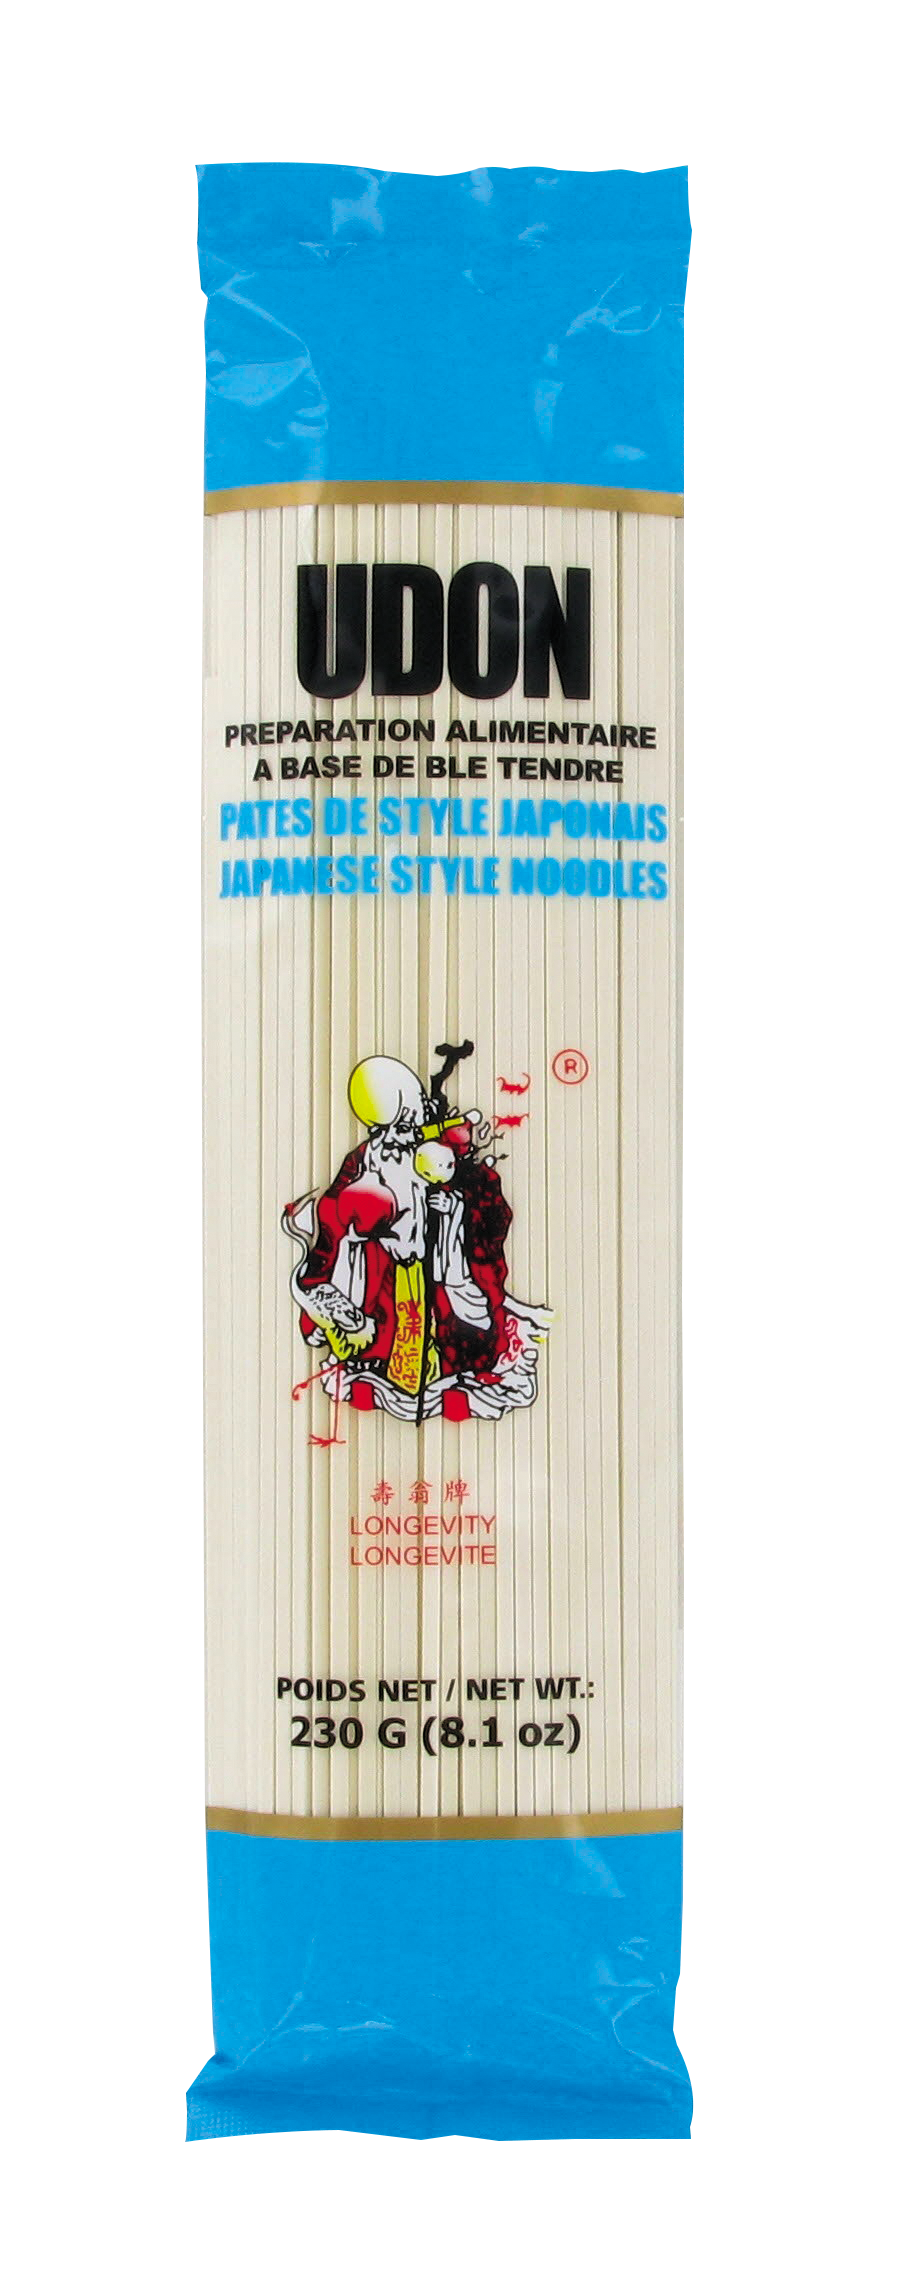 UDON
PREPARATION ALIMENTAIRE
A BASE DE BLE TENDRE
PATES DE STYLE JAPONAIS
JAPANESE STYLE NOODLES
®
壽翁牌
LONGEVITY
LONGEVITE
POIDS NET / NET WT.:
230 G (8.1 oz)